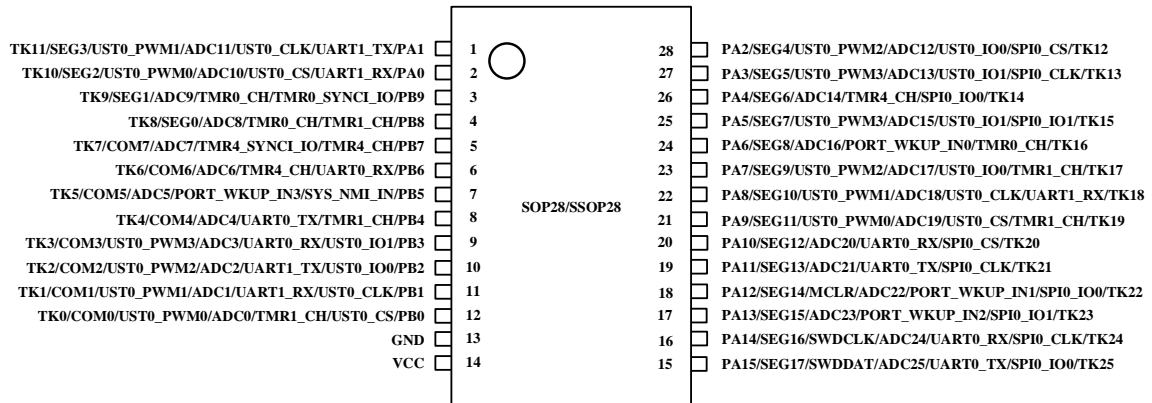 TK11/SEG3/UST0_PWM1/ADC11/UST0_CLK/UART1_TX/PA1 1 28 PA2/SEG4/UST0_PWM2/ADC12/UST0_IO0/SPI0_CS/TK12
TK10/SEG2/UST0_PWM0/ADC10/UST0_CS/UART1_RX/PA0 2 27 PA3/SEG5/UST0_PWM3/ADC13/UST0_IO1/SPI0_CLK/TK13
TK9/SEG1/ADC9/TMR0_CH/TMR0_SYNCI_IO/PB9 3 26 PA4/SEG6/ADC14/TMR4_CH/SPI0_IO0/TK14
TK8/SEG0/ADC8/TMR0_CH/TMR1_CH/PB8 4 25 PA5/SEG7/UST0_PWM3/ADC15/UST0_IO1/SPI0_IO1/TK15
TK7/COM7/ADC7/TMR4_SYNCI_IO/TMR4_CH/PB7 5 24 PA6/SEG8/ADC16/PORT_WKUP_IN0/TMR0_CH/TK16
TK6/COM6/ADC6/TMR4_CH/UART0_RX/PB6 6 23 PA7/SEG9/UST0_PWM2/ADC17/UST0_IO0/TMR1_CH/TK17
TK5/COM5/ADC5/PORT_WKUP_IN3/SYS_NMI_IN/PB5 7 22 PA8/SEG10/UST0_PWM1/ADC18/UST0_CLK/UART1_RX/TK18
SOP28/SSOP28
TK4/COM4/ADC4/UART0_TX/TMR1_CH/PB4 8 21 PA9/SEG11/UST0_PWM0/ADC19/UST0_CS/TMR1_CH/TK19
TK3/COM3/UST0_PWM3/ADC3/UART0_RX/UST0_IO1/PB3 9 20 PA10/SEG12/ADC20/UART0_RX/SPI0_CS/TK20
TK2/COM2/UST0_PWM2/ADC2/UART1_TX/UST0_IO0/PB2 10 19 PA11/SEG13/ADC21/UART0_TX/SPI0_CLK/TK21
TK1/COM1/UST0_PWM1/ADC1/UART1_RX/UST0_CLK/PB1 11 18 PA12/SEG14/MCLR/ADC22/PORT_WKUP_IN1/SPI0_IO0/TK22
TK0/COM0/UST0_PWM0/ADC0/TMR1_CH/UST0_CS/PB0 12 17 PA13/SEG15/ADC23/PORT_WKUP_IN2/SPI0_IO1/TK23
GND 13 16 PA14/SEG16/SWDCLK/ADC24/UART0_RX/SPI0_CLK/TK24
VCC 14 15 PA15/SEG17/SWDDAT/ADC25/UART0_TX/SPI0_IO0/TK25